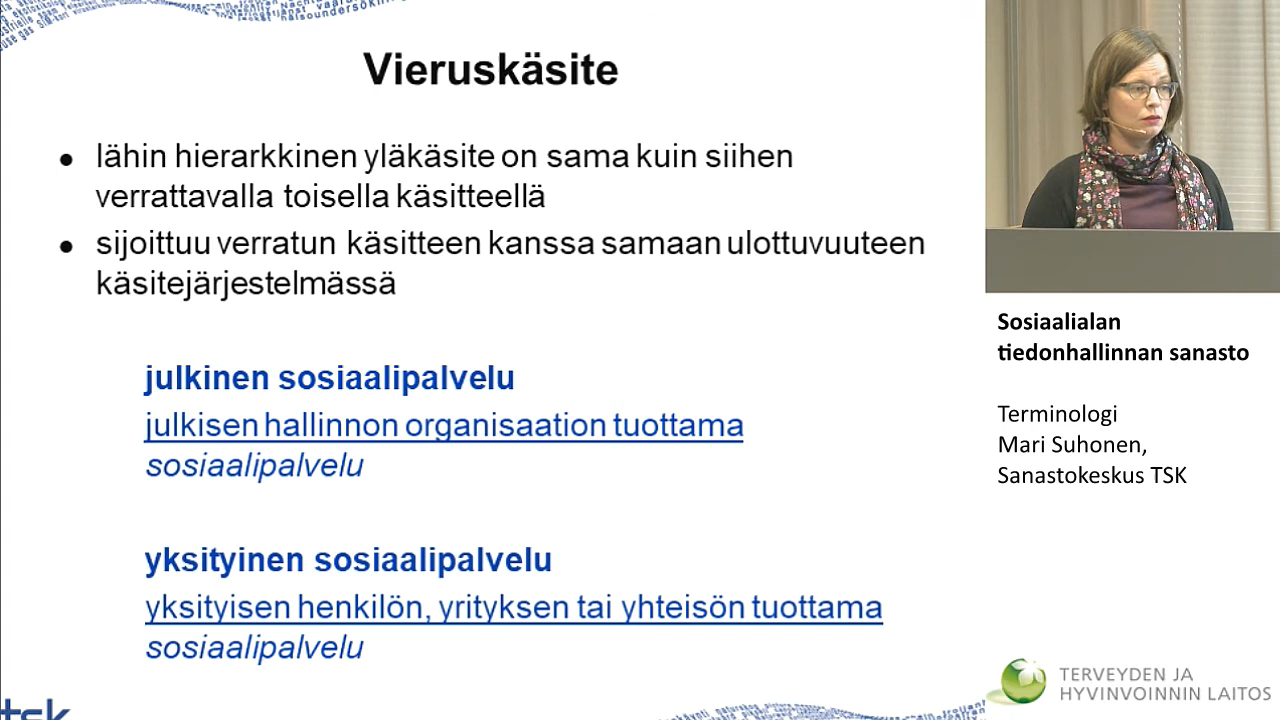 Vieruskäsite
lähin hierarkkinen yläkäsite on sama kuin siihen
verrattavalla toisella käsitteellä
sijoittuu verratun käsitteen kanssa samaan ulottuvuuteen
käsitejärjestelmässä
julkinen sosiaalipalvelu
julkisen hallinnon organisaation tuottama
sosiaalipalvelu
yksityinen sosiaalipalvelu
yksityisen henkilön, yrityksen tai yhteisön tuottama
sosiaalipalvelu
tsk
Sosiaalialan
tiedonhallinnan sanasto
Terminologi
Mari Suhonen,
Sanastokeskus TSK
TERVEYDEN JA
HYVINVOINNIN LAITOS